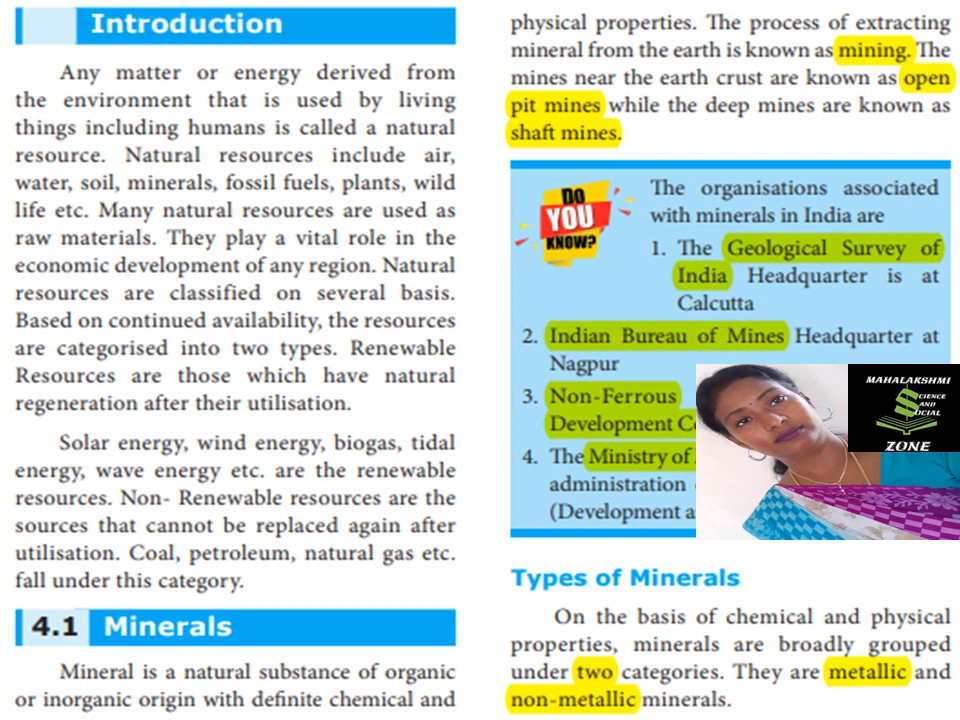 Introduction
Any matter or energy derived from
the environment that is used by living
things including humans is called a natural
resource. Natural resources include air,
water, soil, minerals, fossil fuels, plants, wild
life etc. Many natural resources are used as
raw materials. They play a vital role in the
economic development of any region. Natural
resources are classified on several basis.
Based on continued availability, the resources
are categorised into two types. Renewable
Resources are those which have natural
regeneration after their utilisation.
Solar energy, wind energy, biogas, tidal
energy, wave energy etc. are the renewable
resources. Non- Renewable resources are the
sources that cannot be replaced again after
utilisation. Coal, petroleum, natural gas etc.
fall under this category.
4.1 Minerals
Mineral is a natural substance of organic
or inorganic origin with definite chemical and
physical properties. The process of extracting
mineral from the earth is known as mining. The
mines near the earth crust are known as open
pit mines while the deep mines are known as
shaft mines.
DO
YOU
KNOW?
The organisations associated
with minerals in India are
1. The Geological Survey of
India Headquarter is at
Calcutta
2. Indian Bureau of Mines Headquarter at
Nagpur
3. Non-Ferrous
Development
4. The Ministry of
administration
(Development
MAHALAKSHMI
SCIENCE
AND
SOCIAL
ZONE
Types of Minerals
On the basis of chemical and physical
properties, minerals are broadly grouped
under two categories. They are metallic and
non-metallic minerals.